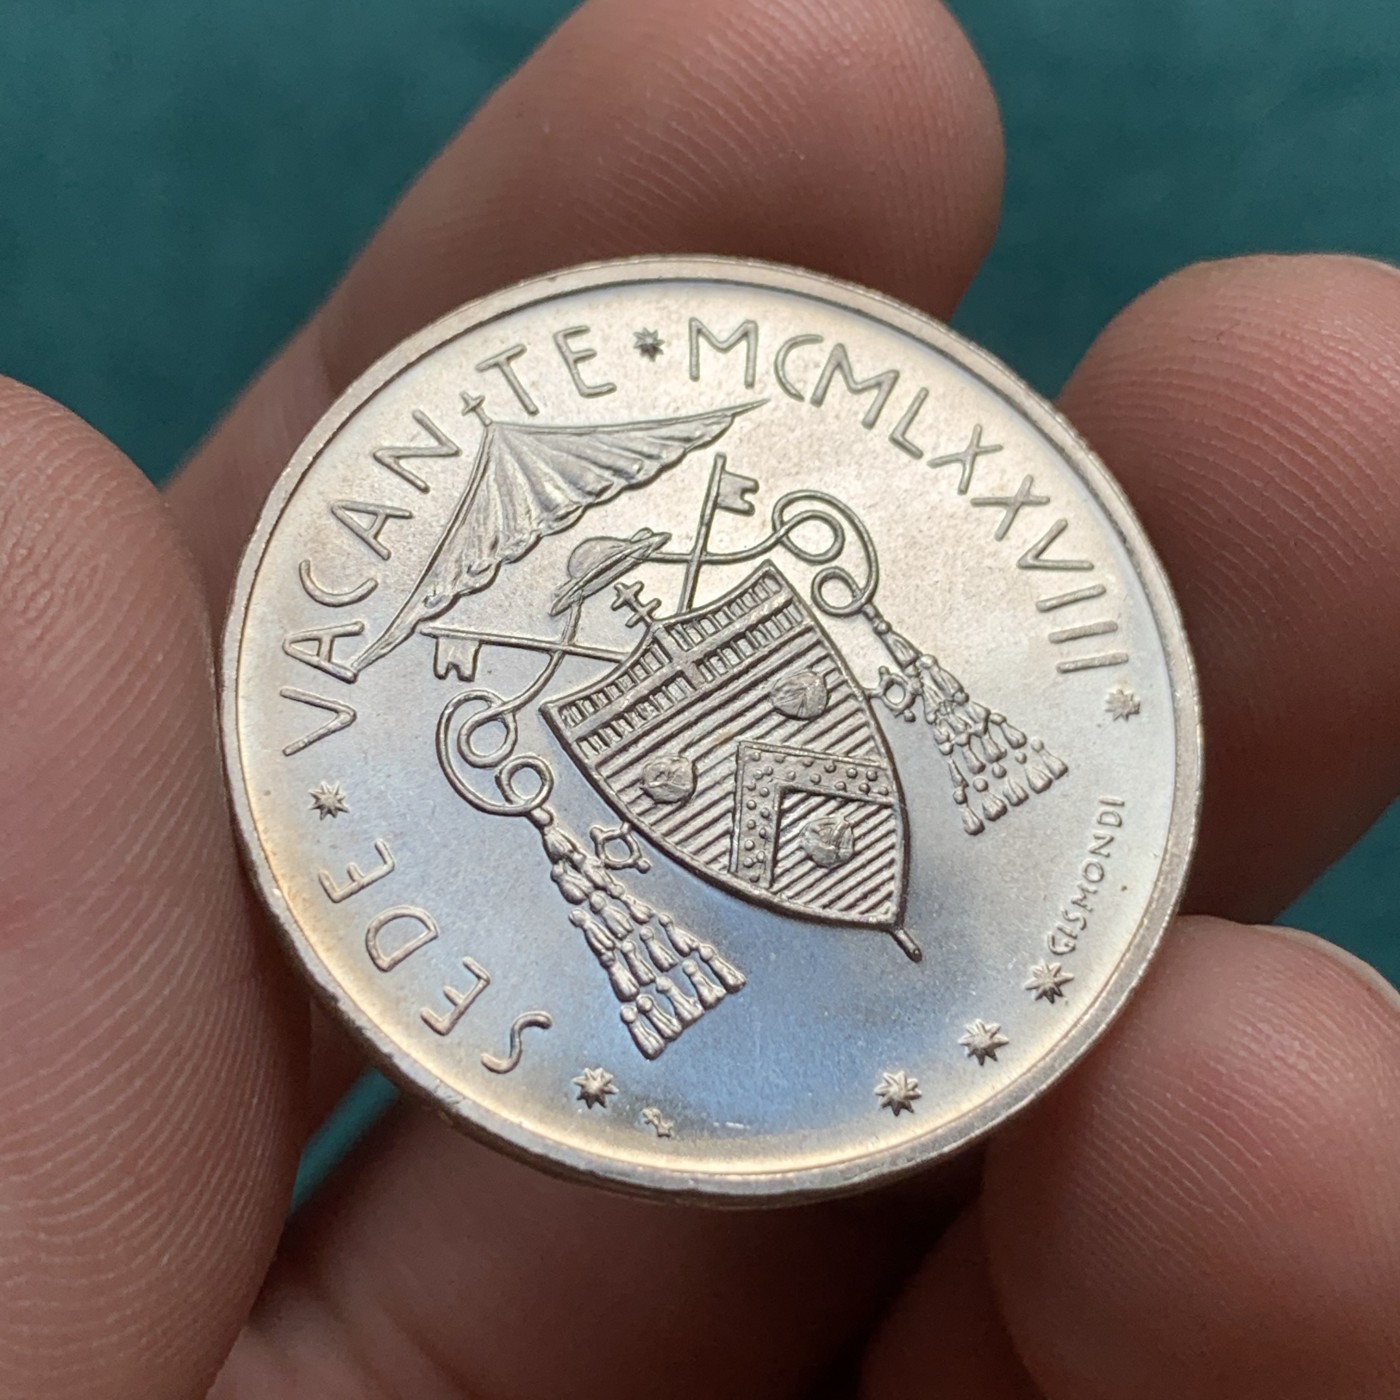 SEDE * VACANTE * MCMLXXVIII
GISMONDI